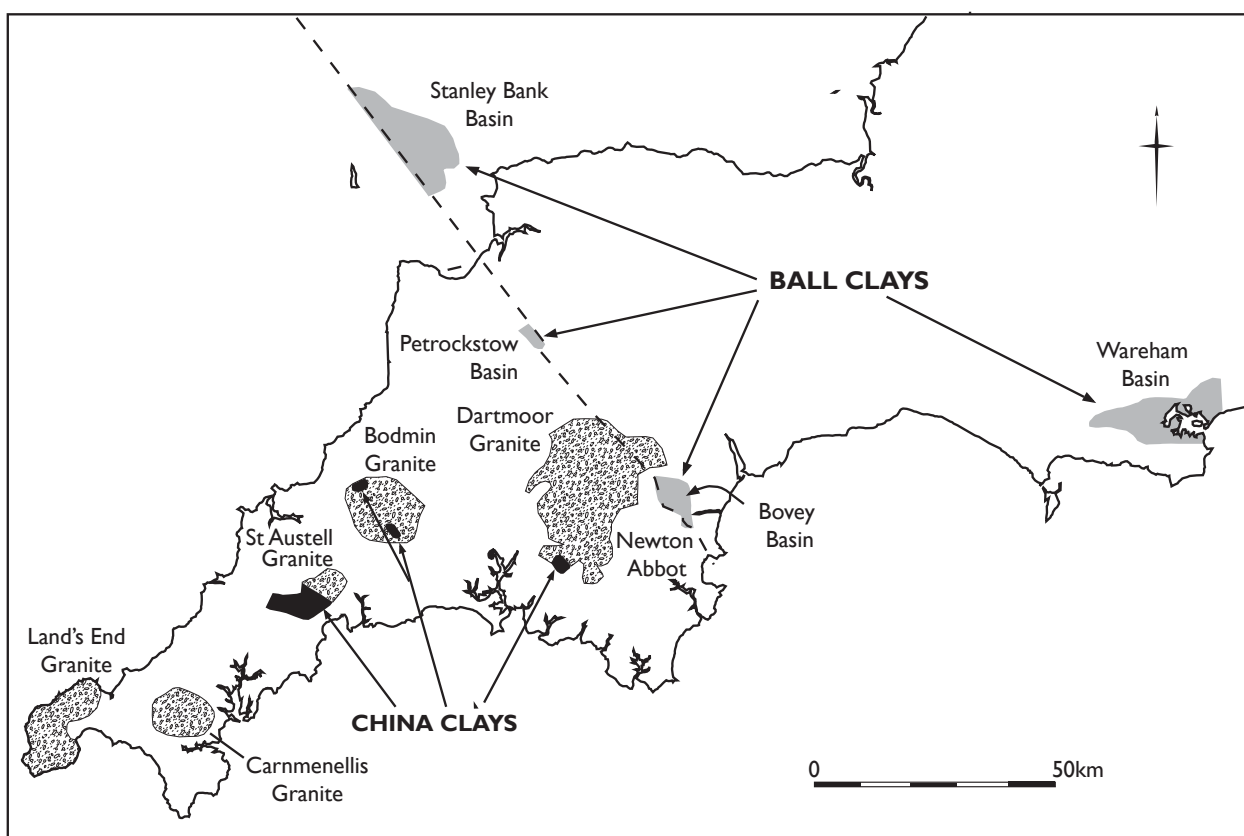 Stanley Bank
Basin
BALL CLAYS
Petrockstow
Basin
Wareham
Basin
Dartmoor
Granite
Bodmin
Granite
Bovey
Basin
St Austell
Granite
Newton
Abbot
Land's End
Granite
CHINA CLAYS
Carnmenellis
Granite
0
50km